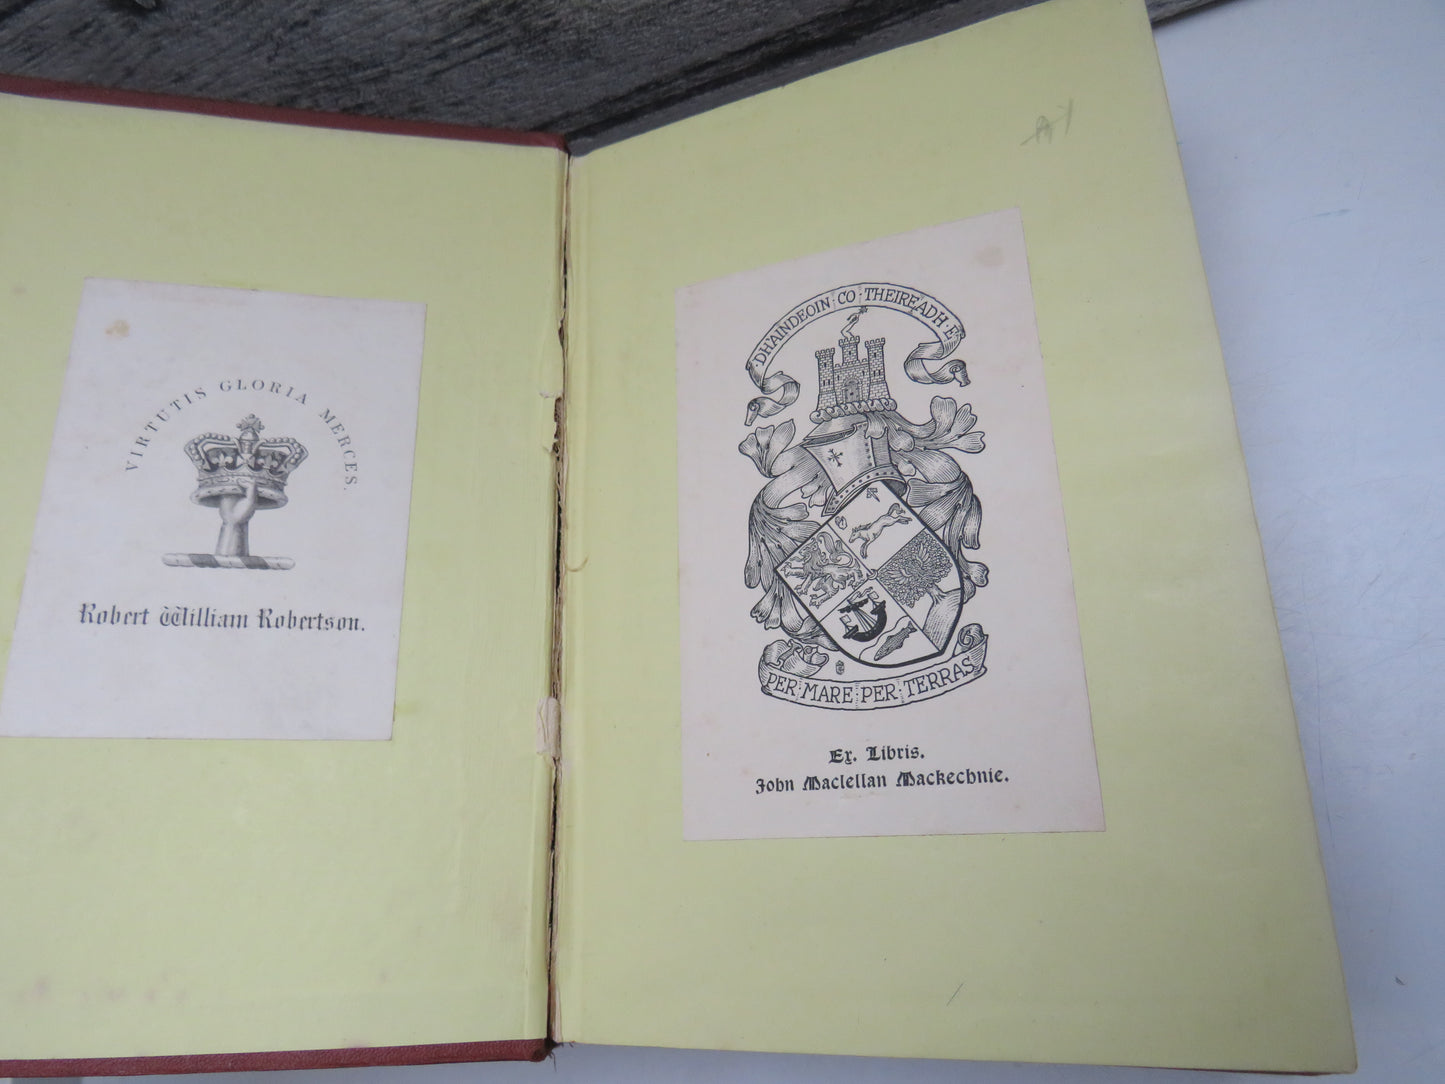 VIRTUTIS GLORIA MERCES.
Robert William Robertson.
DH'AINDEOIN · CO · THEIREADH · E
PER · MARE · PER · TERRAS
Ex. Libris.
John Maclellan Mackechnie.